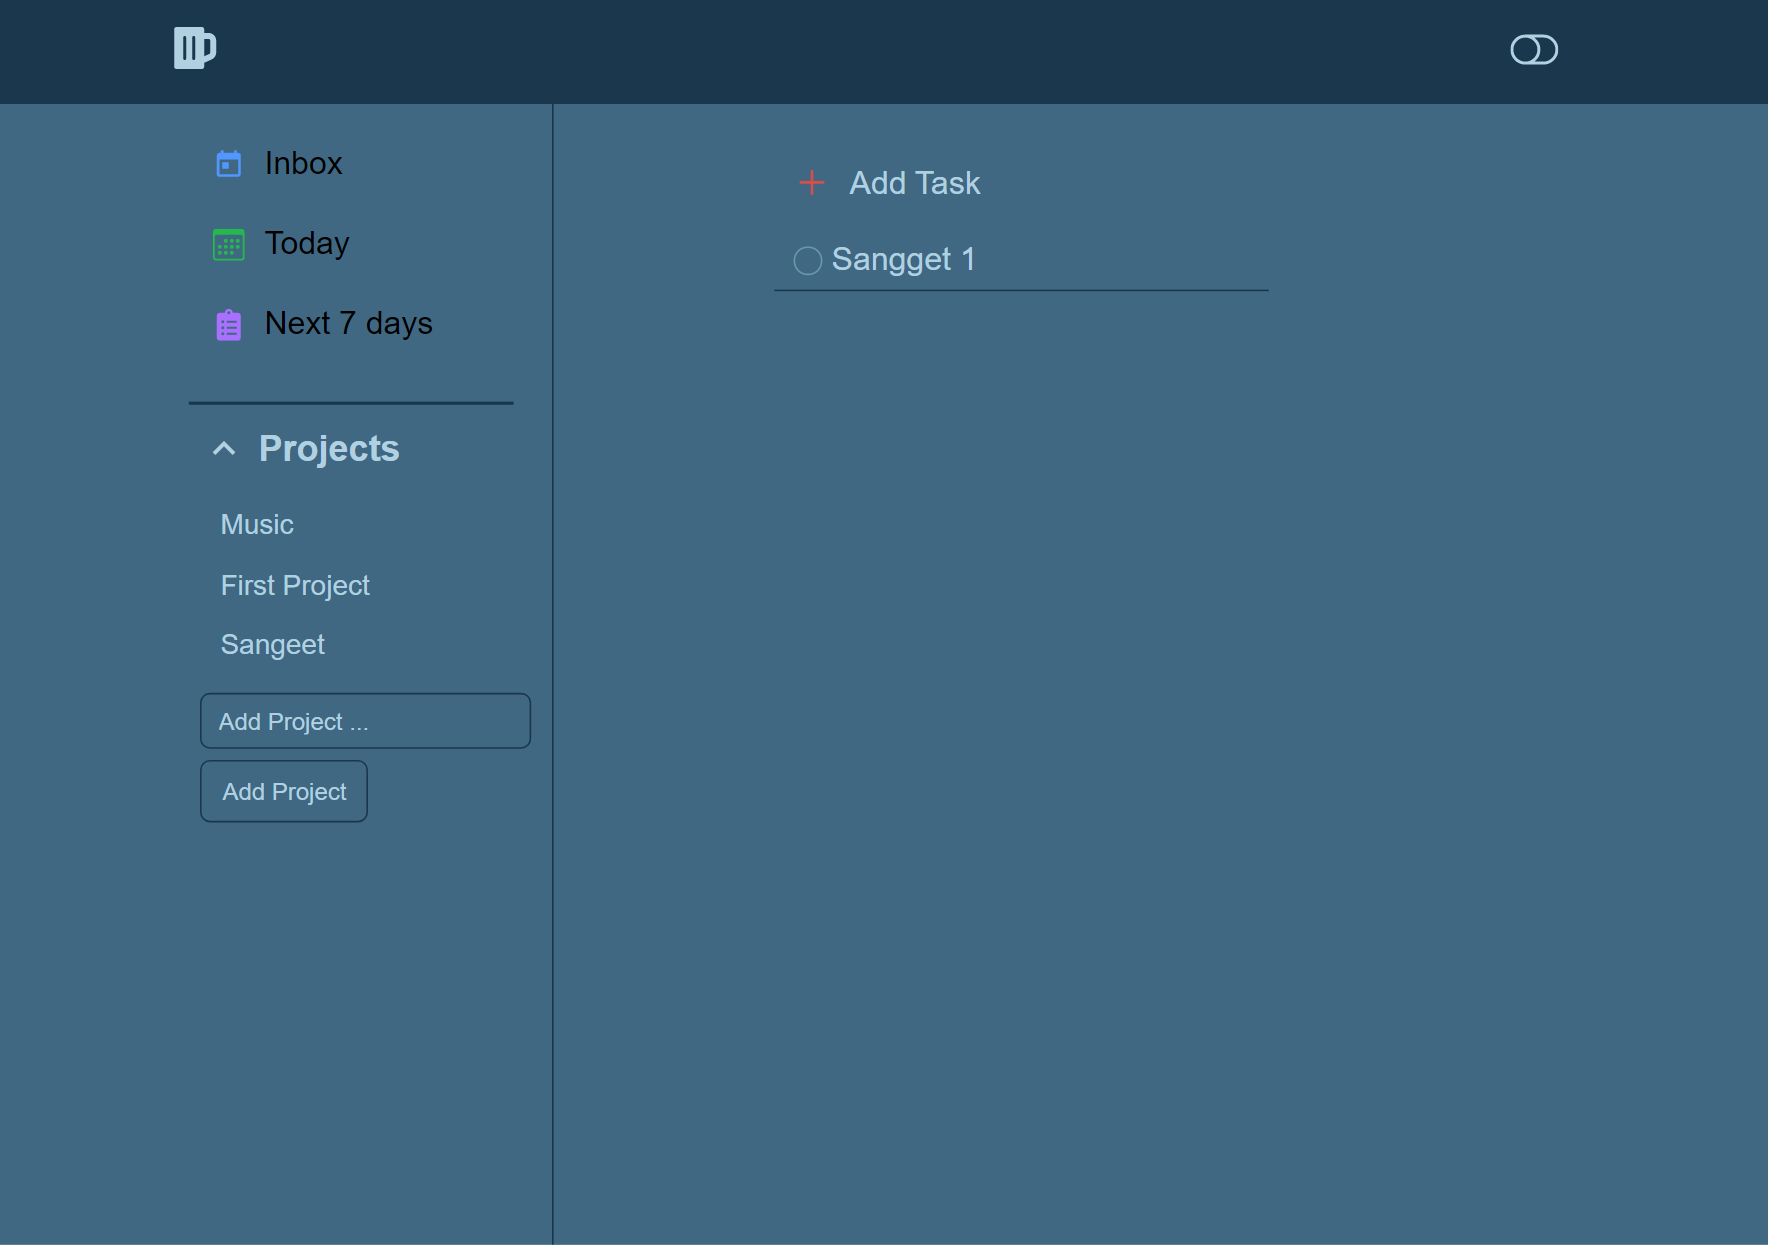 Inbox
Today
Next 7 days
Projects
Music
First Project
Sangeet
Add Project ...
Add Project
Add Task
Sangget 1